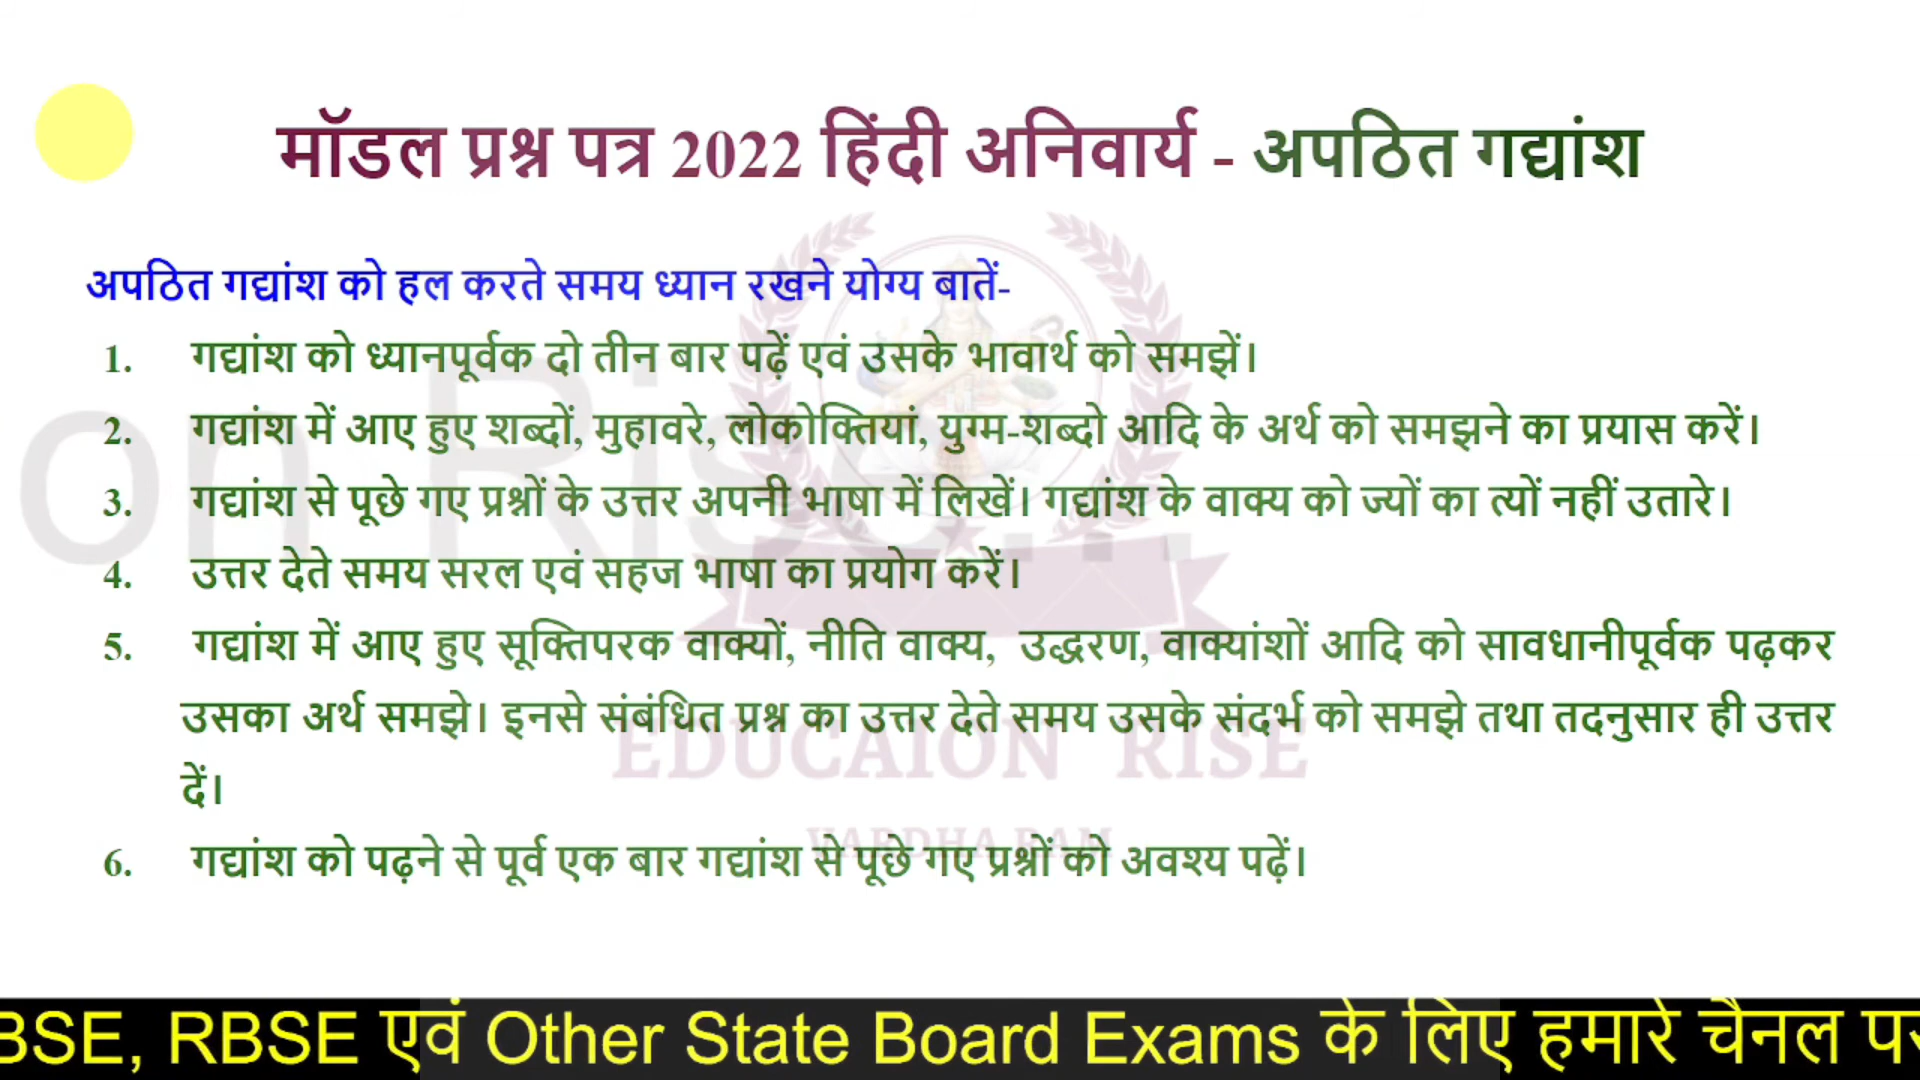 मॉडल प्रश्न पत्र 2022 हिंदी अनिवार्य - अपठित गद्यांश
अपठित गद्यांश को हल करते समय ध्यान रखने योग्य बातें-
1. गद्यांश को ध्यानपूर्वक दो तीन बार पढ़ें एवं उसके भावार्थ को समझें।
2. गद्यांश में आए हुए शब्दों, मुहावरे, लोकोक्तियां, युग्म-शब्दो आदि के अर्थ को समझने का प्रयास करें।
3. गद्यांश से पूछे गए प्रश्नों के उत्तर अपनी भाषा में लिखें। गद्यांश के वाक्य को ज्यों का त्यों नहीं उतारे।
on Rise...
4. उत्तर देते समय सरल एवं सहज भाषा का प्रयोग करें।
5. गद्यांश में आए हुए सूक्तिपरक वाक्यों, नीति वाक्य, उद्धरण, वाक्यांशों आदि को सावधानीपूर्वक पढ़कर
उसका अर्थ समझे। इनसे संबंधित प्रश्न का उत्तर देते समय उसके संदर्भ को समझे तथा तदनुसार ही उत्तर
EDUCAION RISE
दें।
VARDHA RAM
6. गद्यांश को पढ़ने से पूर्व एक बार गद्यांश से पूछे गए प्रश्नों को अवश्य पढ़ें।
BSE, RBSE एवं Other State Board Exams के लिए हमारे चैनल